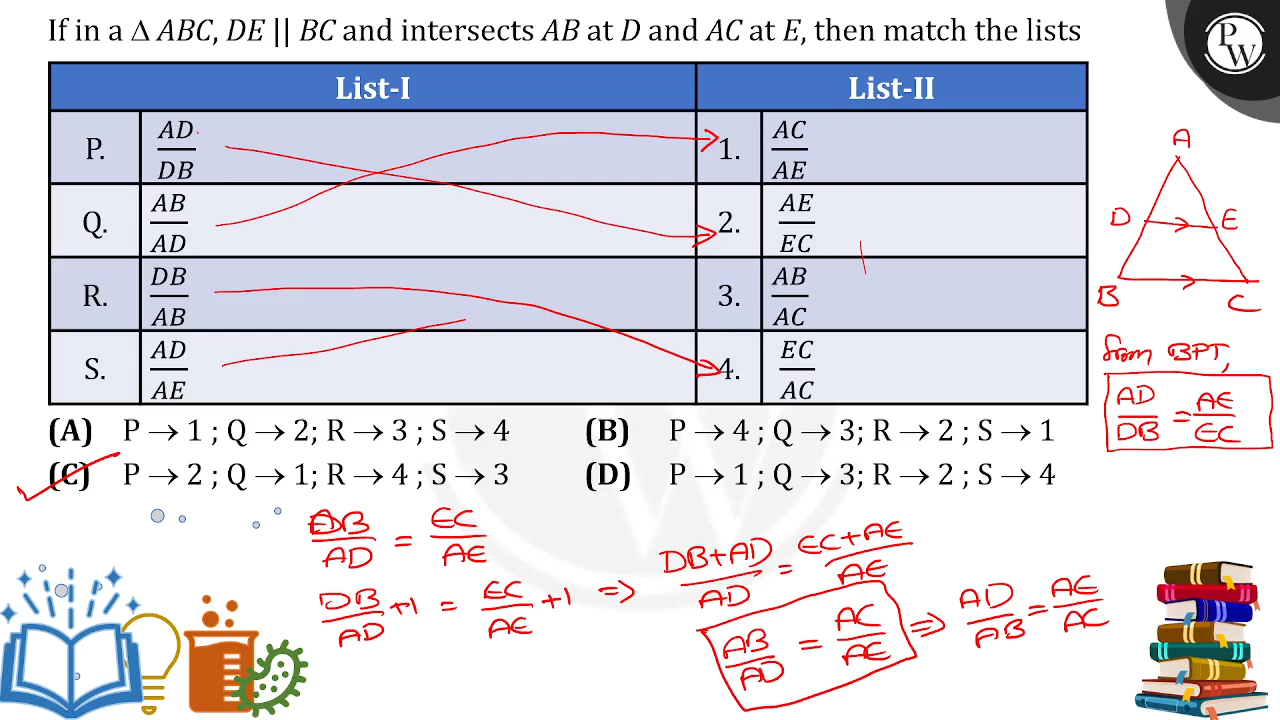 If in a Δ ABC, DE || BC and intersects AB at D and AC at E, then match the lists
PW
List-I List-II
P. AD/DB 1. AC/AE
Q. AB/AD 2. AE/EC
R. DB/AB 3. AB/AC
S. AD/AE 4. EC/AC
(A) P → 1 ; Q → 2; R → 3 ; S → 4
(B) P → 4 ; Q → 3; R → 2 ; S → 1
(C) P → 2 ; Q → 1; R → 4 ; S → 3
(D) P → 1 ; Q → 3; R → 2 ; S → 4
A
D E
B C
from BPT,
AD/DB = AE/EC
DB/AD = EC/AE
DB/AD +1 = EC/AE +1 => DB+AD/AD = EC+AE/AE
AB/AD = AC/AE => AD/AB = AE/AC